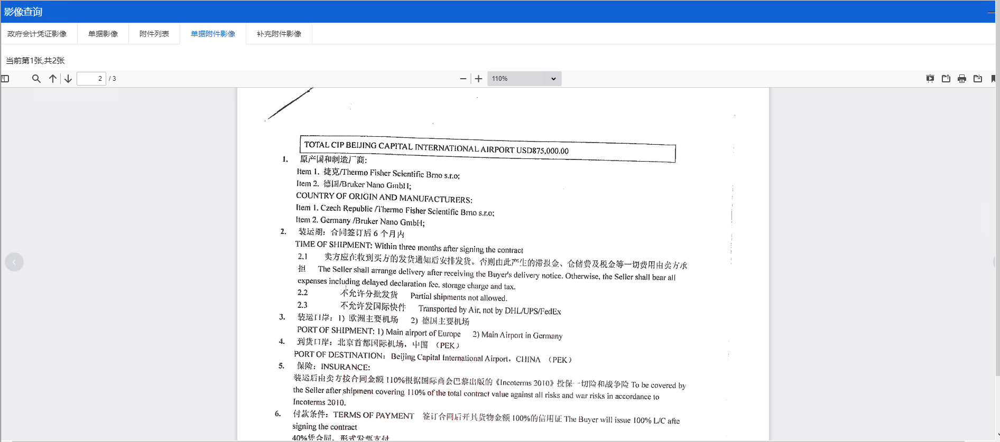 影像查询
政府会计凭证影像 单据影像 附件列表 单据附件影像 补充附件影像
当前第1张,共2张
2 / 3 110%
TOTAL CIP BEIJING CAPITAL INTERNATIONAL AIRPORT USD875,000.00
1. 原产国和制造厂商:
Item 1. 捷克/Thermo Fisher Scientific Brno s.r.o;
Item 2. 德国/Bruker Nano GmbH;
COUNTRY OF ORIGIN AND MANUFACTURERS:
Item 1. Czech Republic /Thermo Fisher Scientific Brno s.r.o;
Item 2. Germany /Bruker Nano GmbH;
2. 装运期：合同签订后 6 个月内
TIME OF SHIPMENT: Within three months after signing the contract
2.1 卖方应在收到买方的发货通知后安排发货。否则由此产生的滞报金、仓储费及税金等一切费用由卖方承
担 The Seller shall arrange delivery after receiving the Buyer's delivery notice. Otherwise, the Seller shall bear all
expenses including delayed declaration fee. storage charge and tax.
2.2 不允许分批发货 Partial shipments not allowed.
2.3 不允许发国际快件 Transported by Air, not by DHL/UPS/FedEx
3. 装运口岸：1）欧洲主要机场 2）德国主要机场
PORT OF SHIPMENT: 1) Main airport of Europe 2) Main Airport in Germany
4. 到货口岸：北京首都国际机场，中国 （PEK）
PORT OF DESTINATION：Beijing Capital International Airport，CHINA （PEK）
5. 保险：INSURANCE:
装运后由卖方按合同金额 110%根据国际商会巴黎出版的《Incoterms 2010》投保一切险和战争险 To be covered by
the Seller after shipment covering 110% of the total contract value against all risks and war risks in accordance to
Incoterms 2010.
6. 付款条件：TERMS OF PAYMENT 签订合同后开具货物金额 100%的信用证 The Buyer will issue 100% L/C afte
signing the contract
40%凭合同、形式发票支付